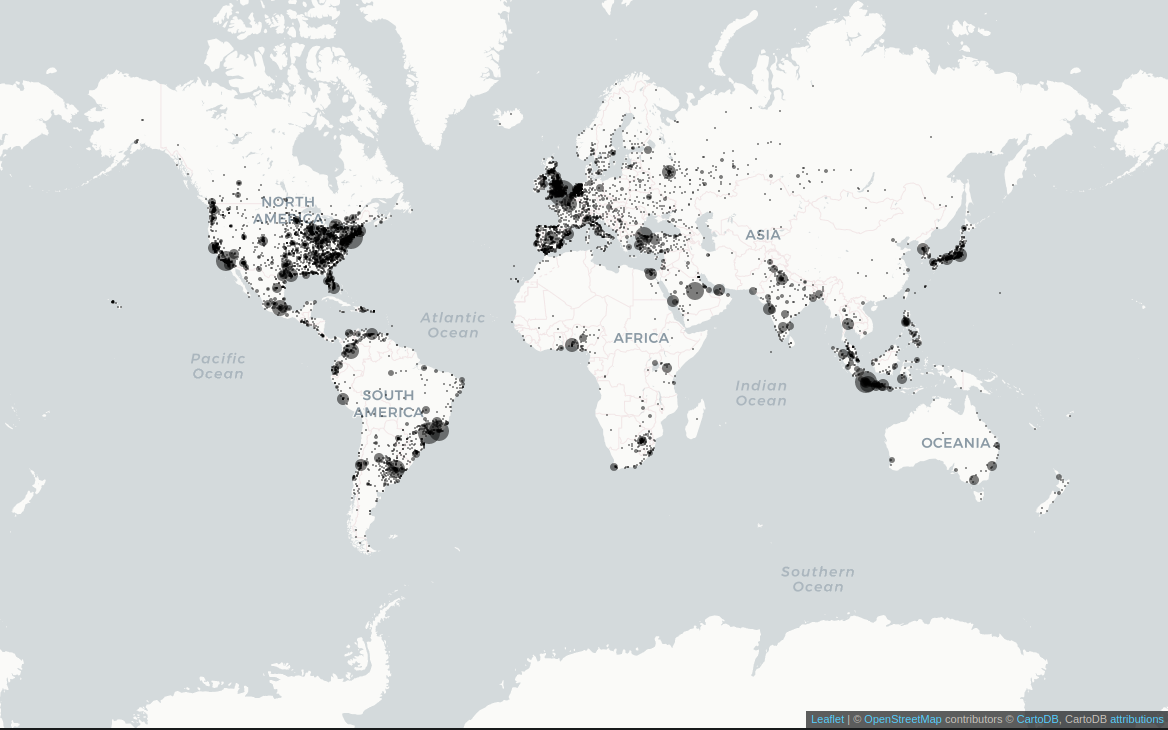 NORTH
AMERICA
ASIA
Atlantic
Ocean
AFRICA
Pacific
Ocean
Indian
Ocean
SOUTH
AMERICA
OCEANIA
Southern
Ocean
Leaflet | © OpenStreetMap contributors © CartoDB, CartoDB attributions